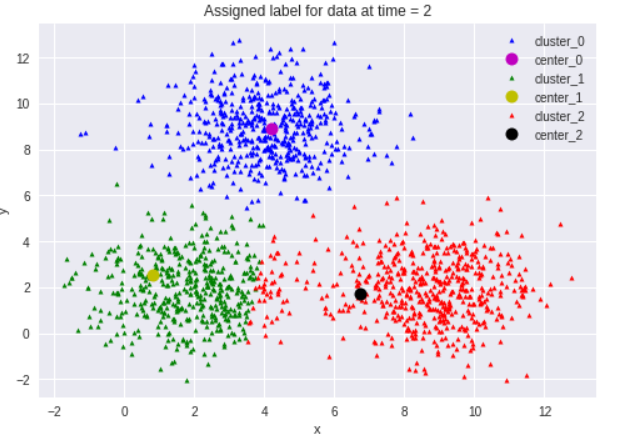 Assigned label for data at time = 2
cluster_0
center_0
cluster_1
center_1
cluster_2
center_2
12
10
8
6
4
2
0
−2
y
−2 0 2 4 6 8 10 12
x